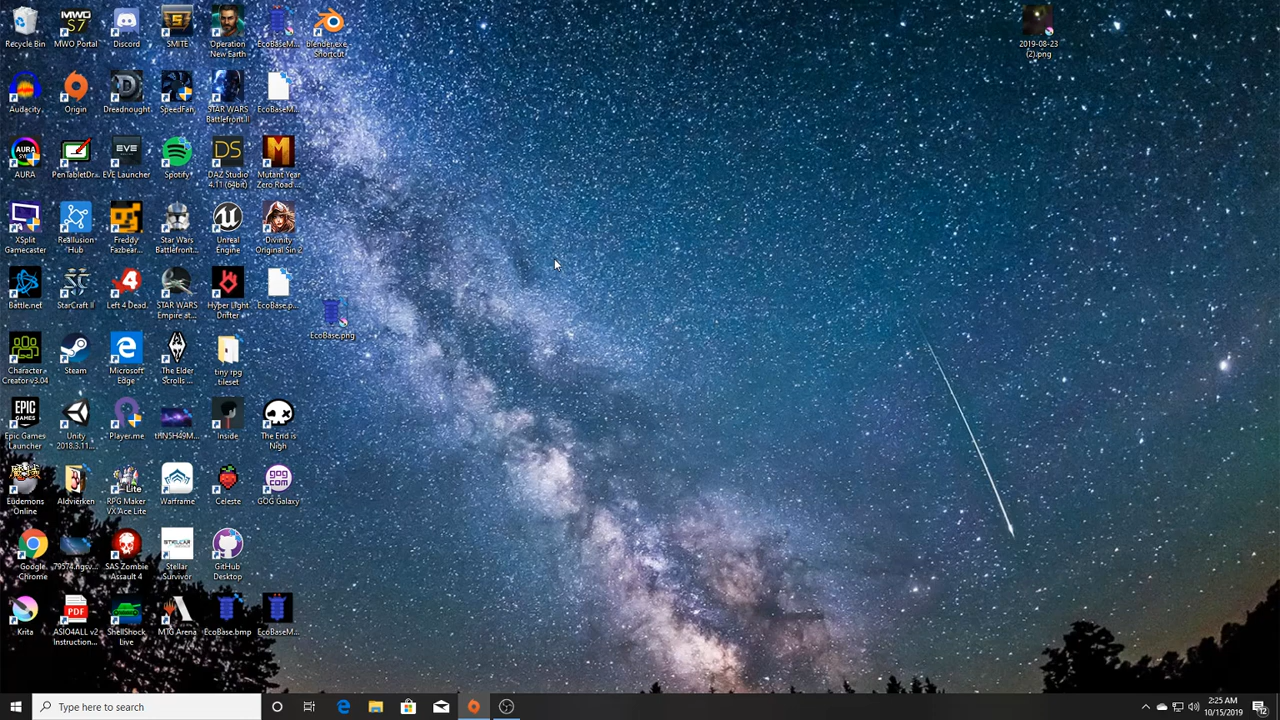 Recycle Bin
MWO Portal
Discord
SMITE
Operation
New Earth
EcoBaseM...
blender.exe -
Shortcut
2019-08-23
(2).png
Audacity
Origin
Dreadnought
SpeedFan
STAR WARS
Battlefront II
EcoBaseM...
AURA
PenTabletDr...
EVE Launcher
Spotify
DAZ Studio
4.11 (64bit)
Mutant Year
Zero Road ...
XSplit
Gamecaster
Reallusion
Hub
Freddy
Fazbear...
Star Wars
Battlefront...
Unreal
Engine
Divinity
Original Sin 2
Battle.net
StarCraft II
Left 4 Dead
STAR WARS
Empire at...
Hyper Light
Drifter
EcoBase.p...
EcoBase.png
Character
Creator v3.04
Steam
Microsoft
Edge
The Elder
Scrolls ...
tiny rpg
tileset
Epic Games
Launcher
Unity
2018.3.11...
Player.me
thN5H49M...
Inside
The End is
Nigh
Eudemons
Online
Aldvierken
RPG Maker
VX Ace Lite
Warframe
Celeste
GOG Galaxy
Google
Chrome
79574.ngsv...
SAS Zombie
Assault 4
Stellar
Survivor
GitHub
Desktop
Krita
ASIO4ALL v2
Instruction...
ShellShock
Live
MTG Arena
EcoBase.bmp
EcoBaseM...
Type here to search
2:25 AM
10/15/2019
12